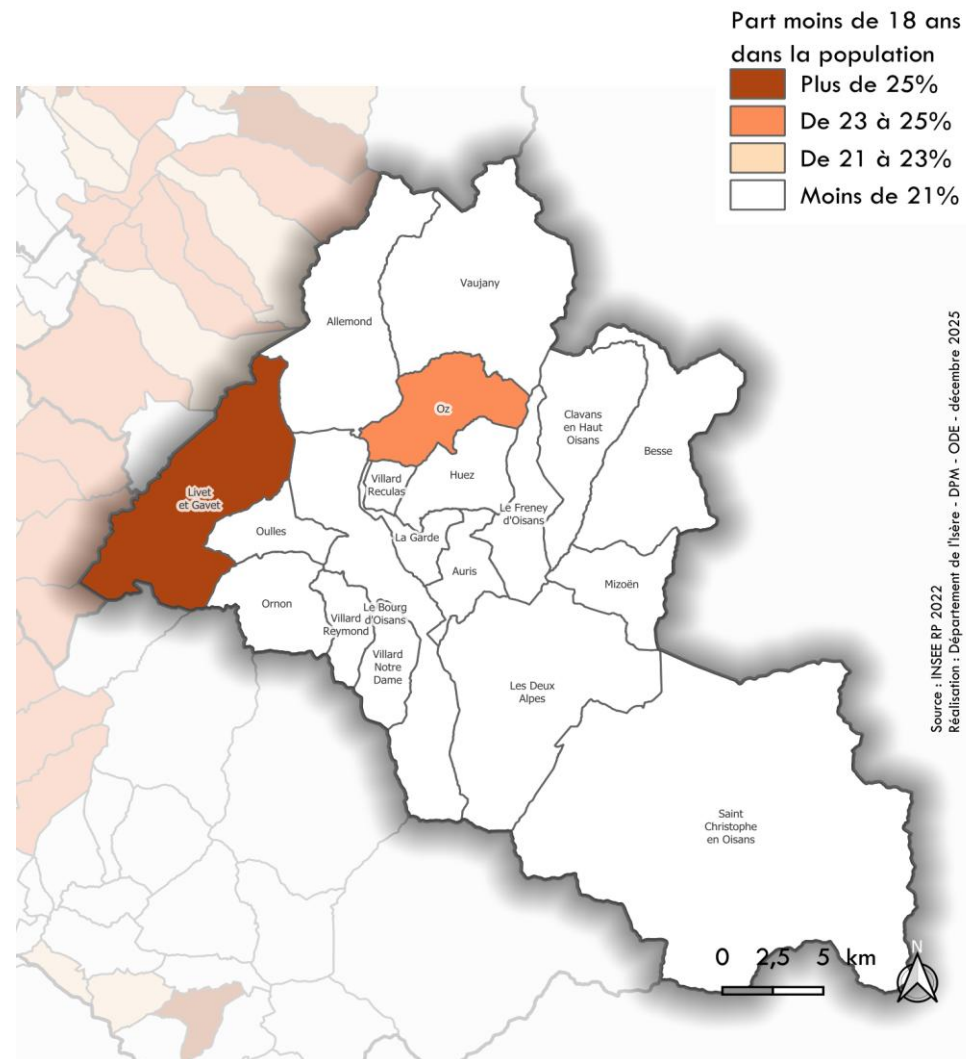 Part moins de 18 ans
dans la population
Plus de 25%
De 23 à 25%
De 21 à 23%
Moins de 21%
Vaujany
Allemond
Oz
Clavans
en Haut
Oisans
Besse
Livet
et Gavet
Villard
Reculas
Huez
Le Freney
d'Oisans
Oulles
La Garde
Auris
Mizoën
Ornon
Villard
Reymond
Le Bourg
d'Oisans
Villard
Notre
Dame
Les Deux
Alpes
Saint
Christophe
en Oisans
0 2,5 5 km
N
Source : INSEE RP 2022
Réalisation : Département de l'Isère - DPM - ODE - décembre 2025